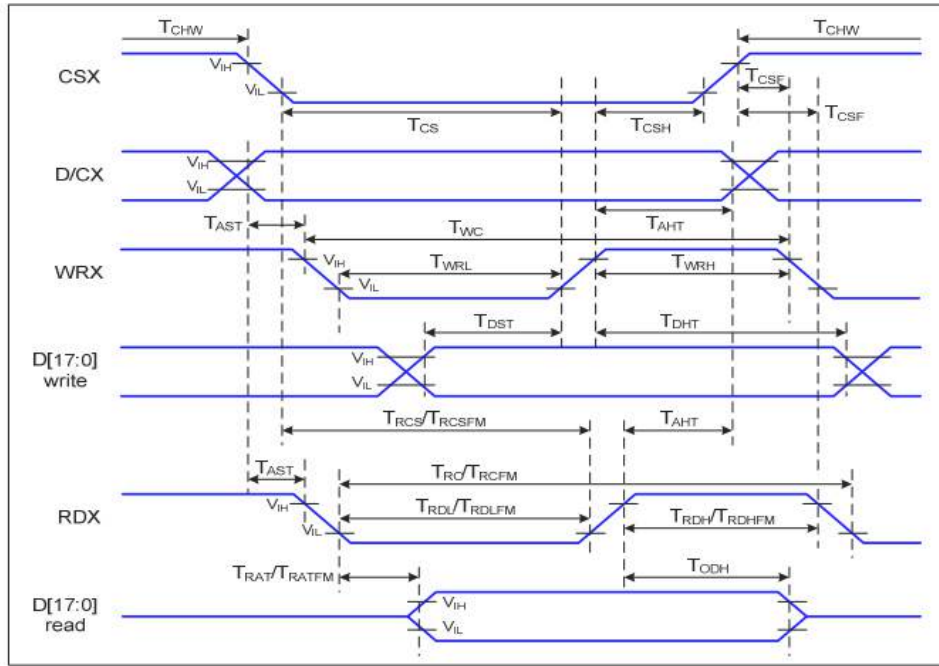 TCHW TCHW
VIH
CSX
TCSF
VIL
TCS TCSH TCSF
VIH
D/CX
VIL
TAST TWC TAHT
VIH
WRX TWRL TWRH
VIL
TDST TDHT
D[17:0]
write
VIH
VIL
TRCS/TRCSFM TAHT
TAST TRC/TRCFM
VIH
RDX TRDL/TRDLFM TRDH/TRDHFM
VIL
TRAT/TRATFM TODH
D[17:0]
read
VIH VIH
VIL VIL